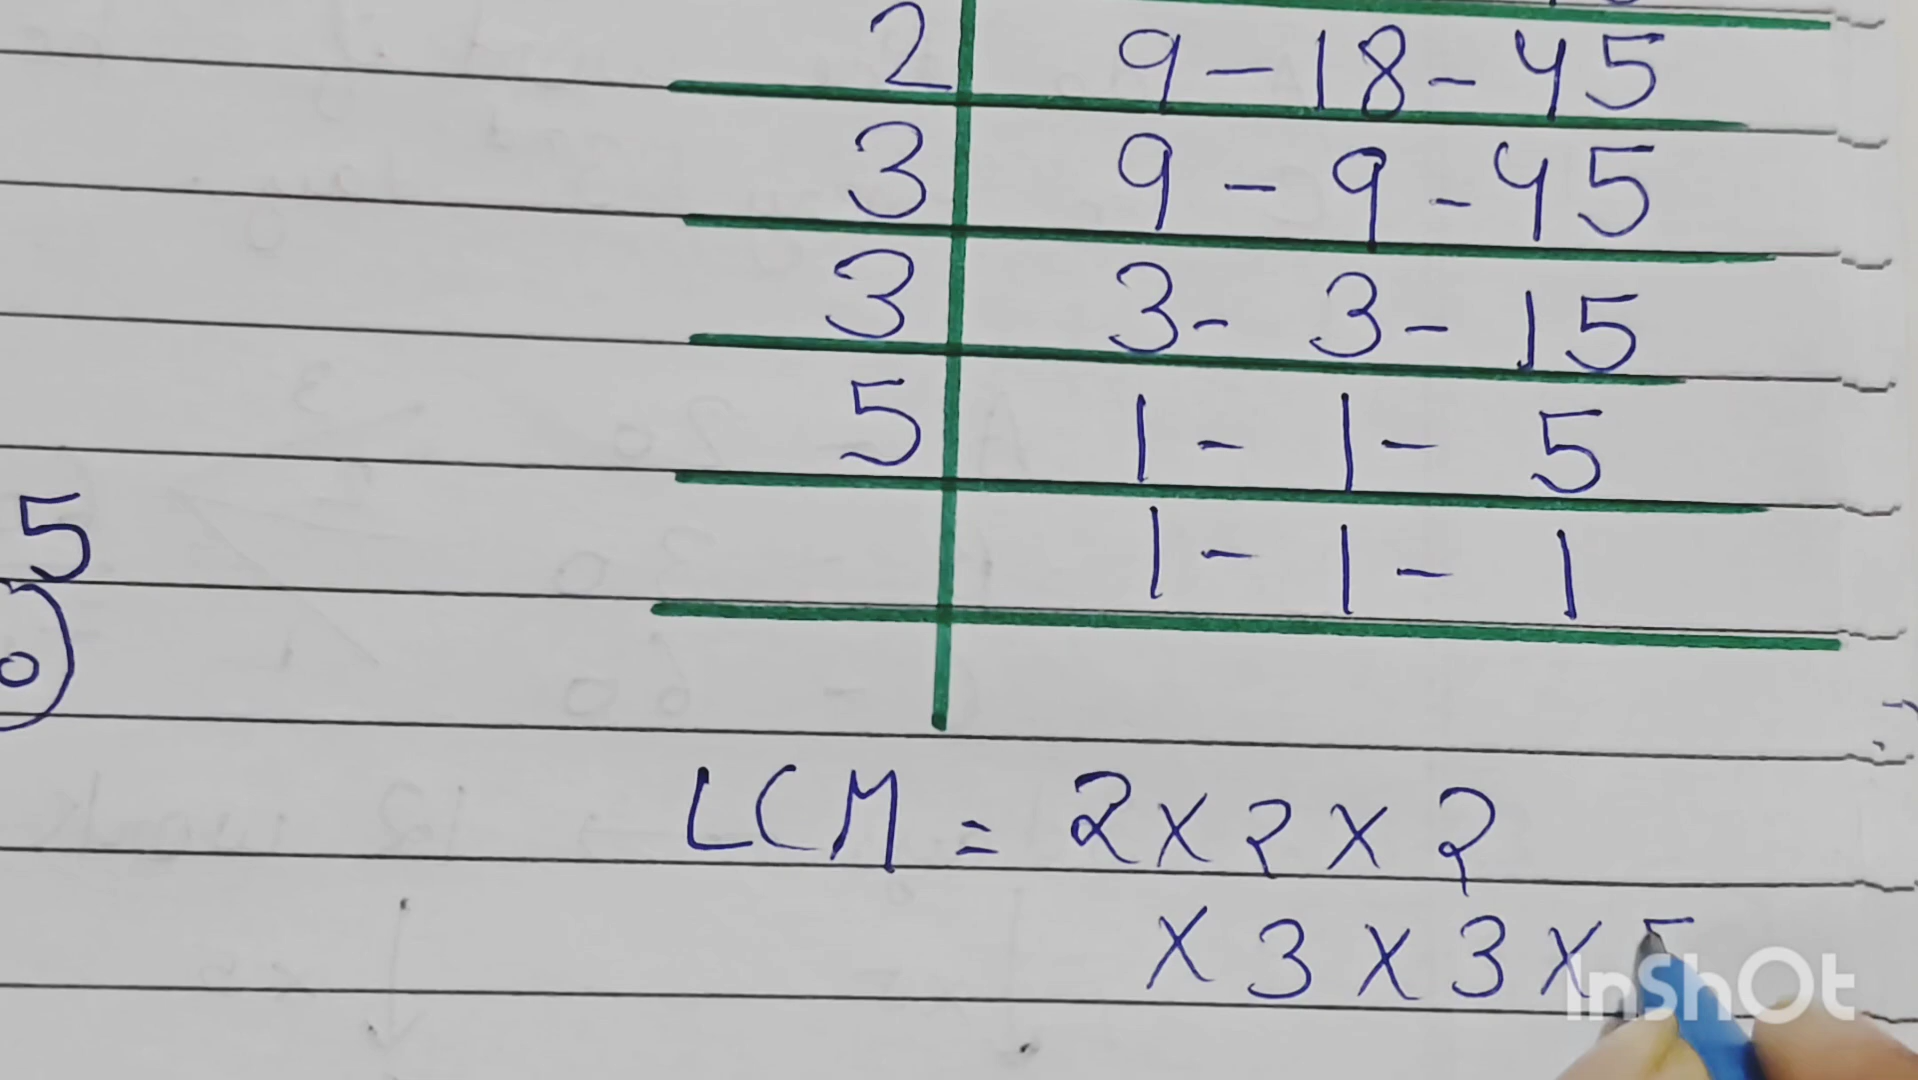 2 9 - 18 - 45
3 9 - 9 - 45
3 3 - 3 - 15
5 1 - 1 - 5
5
1 - 1 - 1
0
LCM = 2 × 2 × 2
× 3 × 3 × 5
InShOt